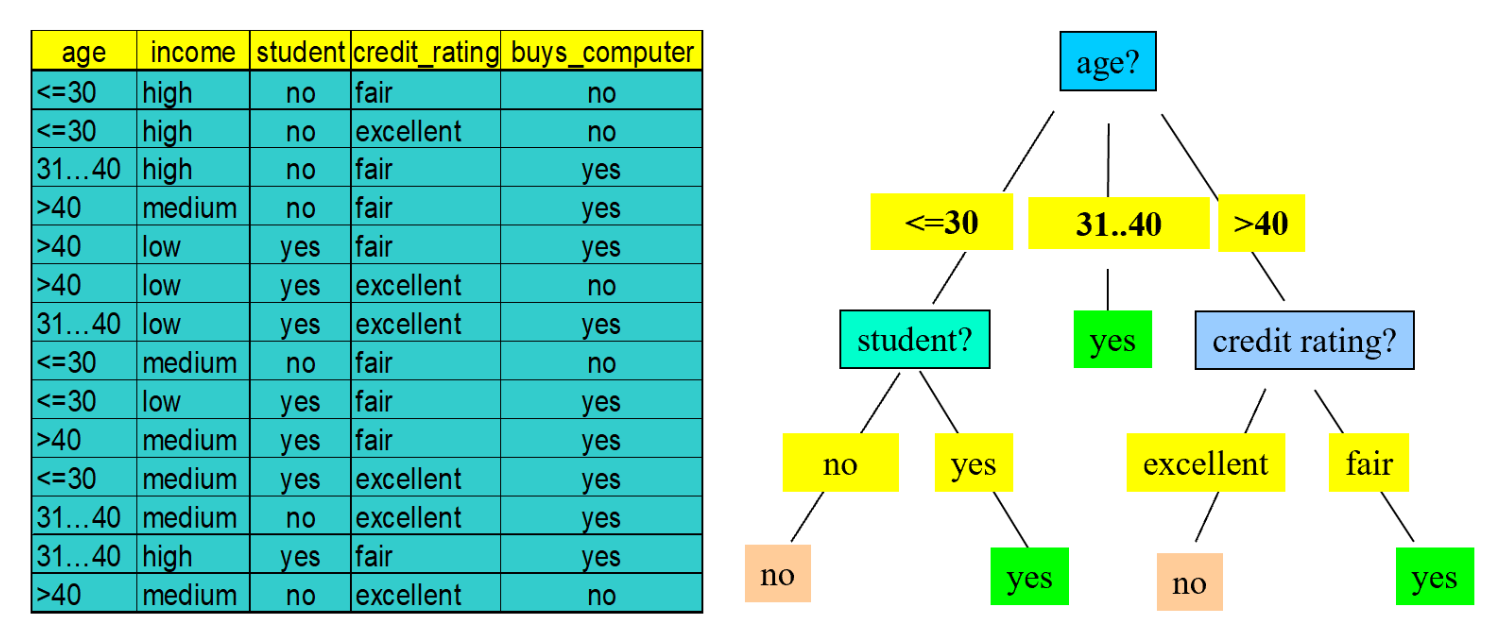 age income student credit_rating buys_computer
<=30 high no fair no
<=30 high no excellent no
31…40 high no fair yes
>40 medium no fair yes
>40 low yes fair yes
>40 low yes excellent no
31…40 low yes excellent yes
<=30 medium no fair no
<=30 low yes fair yes
>40 medium yes fair yes
<=30 medium yes excellent yes
31…40 medium no excellent yes
31…40 high yes fair yes
>40 medium no excellent no
age?
<=30 31..40 >40
student? yes credit rating?
no yes excellent fair
no yes no yes